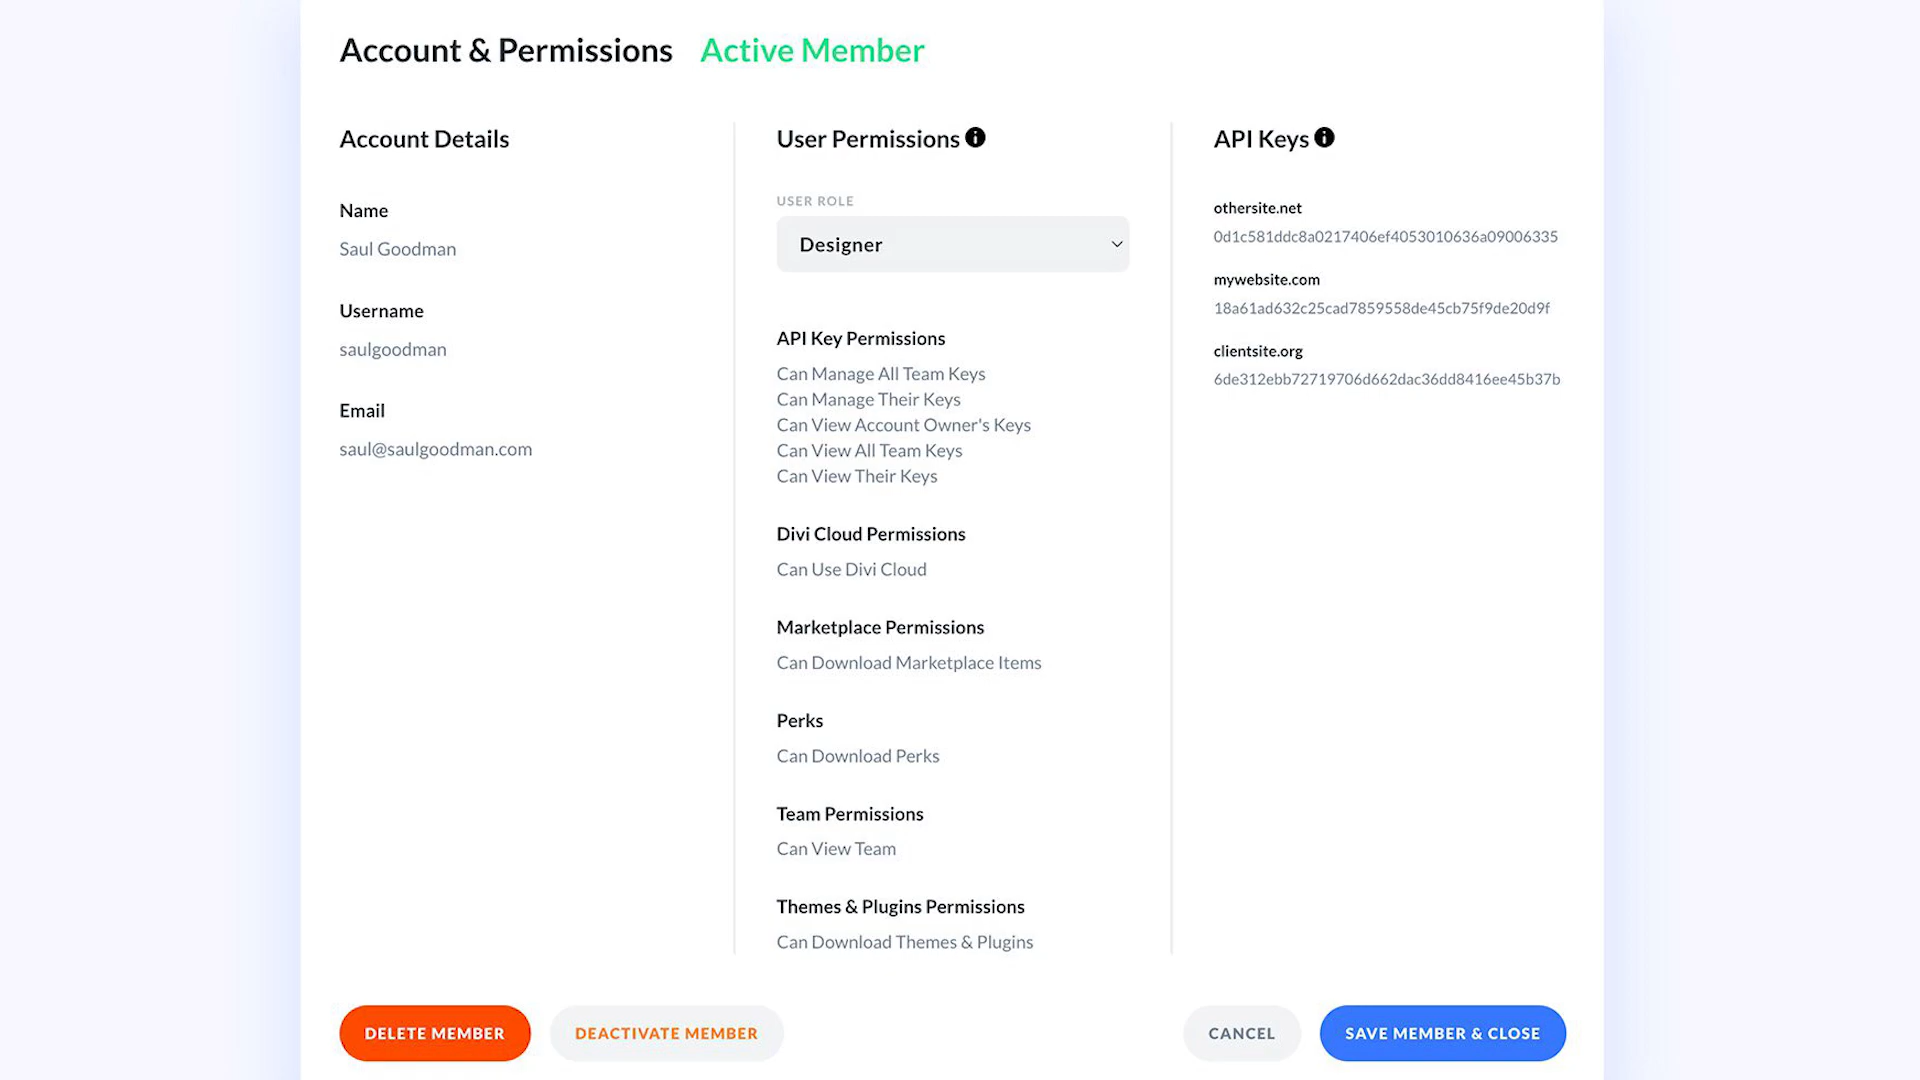 Account & Permissions Active Member
Account Details
Name
Saul Goodman
Username
saulgoodman
Email
saul@saulgoodman.com
User Permissions
USER ROLE
Designer
API Key Permissions
Can Manage All Team Keys
Can Manage Their Keys
Can View Account Owner's Keys
Can View All Team Keys
Can View Their Keys
Divi Cloud Permissions
Can Use Divi Cloud
Marketplace Permissions
Can Download Marketplace Items
Perks
Can Download Perks
Team Permissions
Can View Team
Themes & Plugins Permissions
Can Download Themes & Plugins
API Keys
othersite.net
0d1c581ddc8a0217406ef4053010636a09006335
mywebsite.com
18a61ad632c25cad7859558de45cb75f9de20d9f
clientsite.org
6de312ebb72719706d662dac36dd8416ee45b37b
DELETE MEMBER
DEACTIVATE MEMBER
CANCEL
SAVE MEMBER & CLOSE